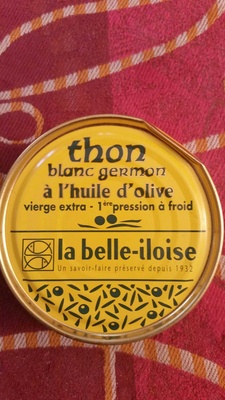 thon
blanc germon
à l'huile d'olive
vierge extra - 1ère pression à froid
la belle-iloise
Un savoir-faire préservé depuis 1932